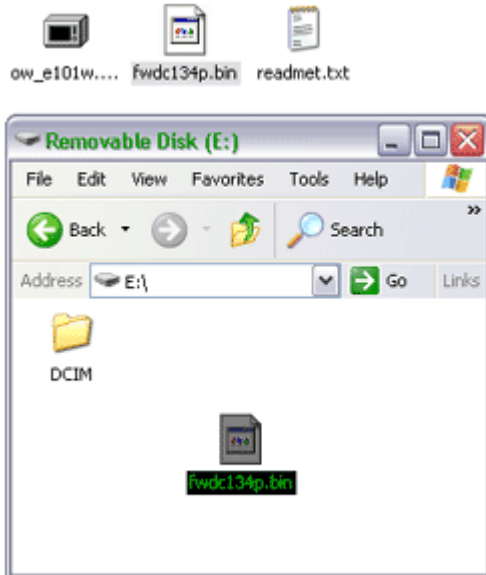 ow_e101w.... fwdc134p.bin readmet.txt
Removable Disk (E:)
File Edit View Favorites Tools Help
Back Search »
Address E:\ Go Links
DCIM
fwdc134p.bin